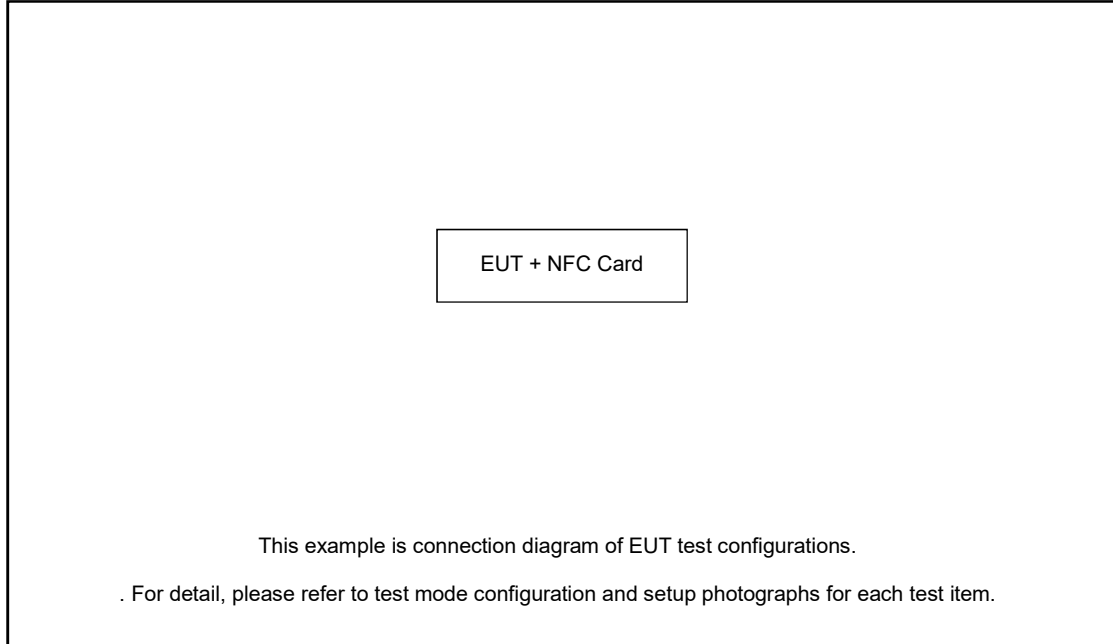 EUT + NFC Card
This example is connection diagram of EUT test configurations.
. For detail, please refer to test mode configuration and setup photographs for each test item.